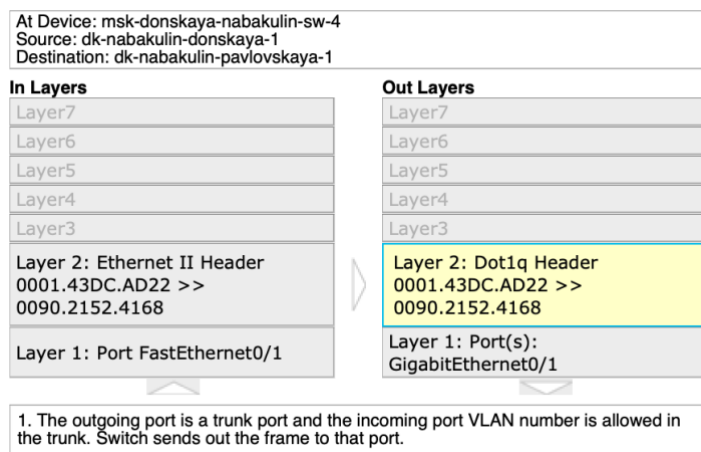 At Device: msk-donskaya-nabakulin-sw-4
Source: dk-nabakulin-donskaya-1
Destination: dk-nabakulin-pavlovskaya-1
In Layers
Layer7
Layer6
Layer5
Layer4
Layer3
Layer 2: Ethernet II Header
0001.43DC.AD22 >>
0090.2152.4168
Layer 1: Port FastEthernet0/1
Out Layers
Layer7
Layer6
Layer5
Layer4
Layer3
Layer 2: Dot1q Header
0001.43DC.AD22 >>
0090.2152.4168
Layer 1: Port(s):
GigabitEthernet0/1
1. The outgoing port is a trunk port and the incoming port VLAN number is allowed in
the trunk. Switch sends out the frame to that port.